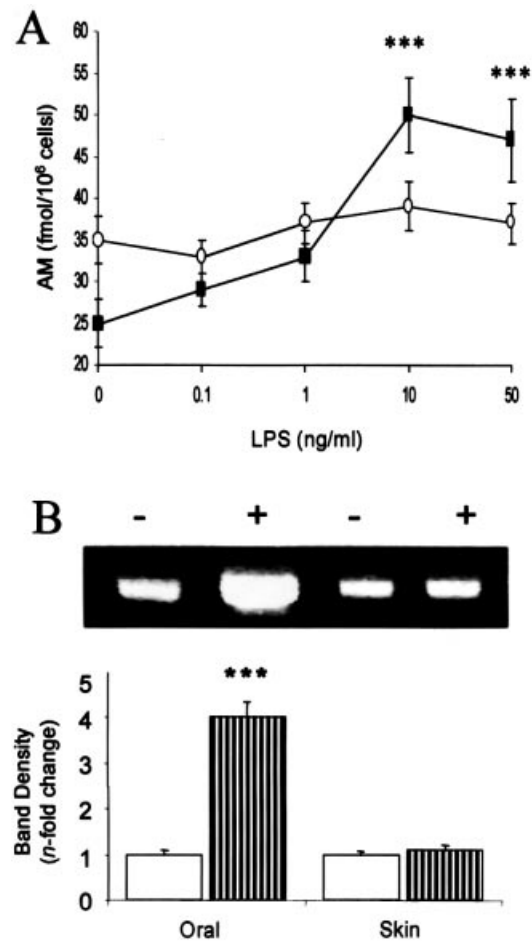 A
60
55
50
45
40
35
30
25
20
AM (fmol/10⁶ cellsl)
***
***
0 0.1 1 10 50
LPS (ng/ml)
B
- + - +
5
4
3
2
1
0
Band Density
(n-fold change)
***
Oral Skin